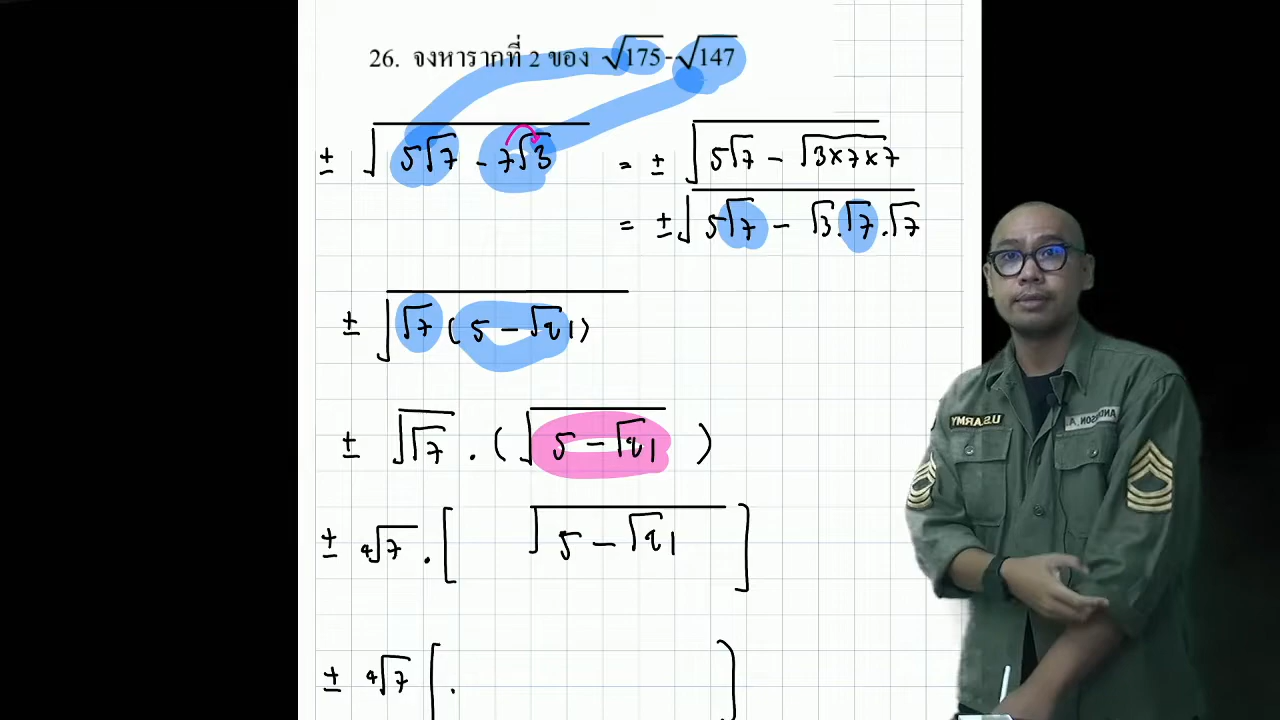 26. จงหารากที่ 2 ของ √175-√147
± √(5√7 - 7√3) = ± √(5√7 - √(3×7×7))
= ± √(5√7 - √3.√7.√7)
± √(√7 (5 - √21))
± √√7 . (√(5 - √21))
± ⁴√7 . [ √(5 - √21) ]
± ⁴√7 [ . ]
U.S.ARMY
ANDERSON.A.